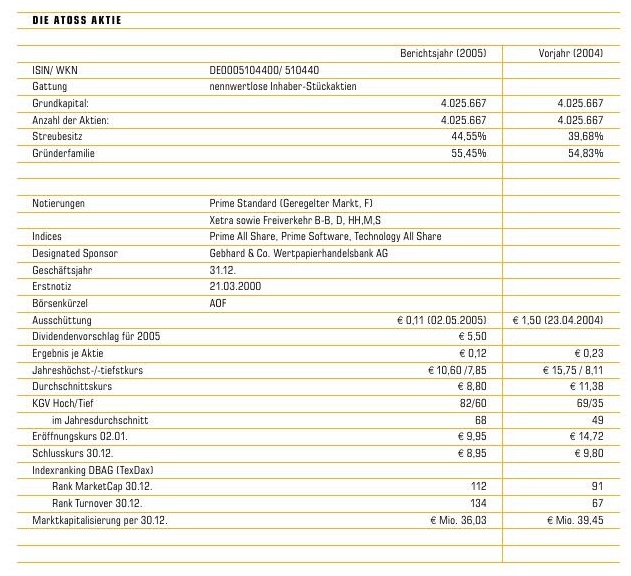 DIE ATOSS AKTIE
Berichtsjahr (2005) Vorjahr (2004)
ISIN/ WKN DE0005104400/ 510440
Gattung nennwertlose Inhaber-Stückaktien
Grundkapital: 4.025.667 4.025.667
Anzahl der Aktien: 4.025.667 4.025.667
Streubesitz 44,55% 39,68%
Gründerfamilie 55,45% 54,83%
Notierungen Prime Standard (Geregelter Markt, F)
Xetra sowie Freiverkehr B-B, D, HH,M,S
Indices Prime All Share, Prime Software, Technology All Share
Designated Sponsor Gebhard & Co. Wertpapierhandelsbank AG
Geschäftsjahr 31.12.
Erstnotiz 21.03.2000
Börsenkürzel AOF
Ausschüttung € 0,11 (02.05.2005) € 1,50 (23.04.2004)
Dividendenvorschlag für 2005 € 5,50
Ergebnis je Aktie € 0,12 € 0,23
Jahreshöchst-/-tiefstkurs € 10,60 /7,85 € 15,75 / 8,11
Durchschnittskurs € 8,80 € 11,38
KGV Hoch/Tief 82/60 69/35
im Jahresdurchschnitt 68 49
Eröffnungskurs 02.01. € 9,95 € 14,72
Schlusskurs 30.12. € 8,95 € 9,80
Indexranking DBAG (TexDax)
Rank MarketCap 30.12. 112 91
Rank Turnover 30.12. 134 67
Marktkapitalisierung per 30.12. € Mio. 36,03 € Mio. 39,45